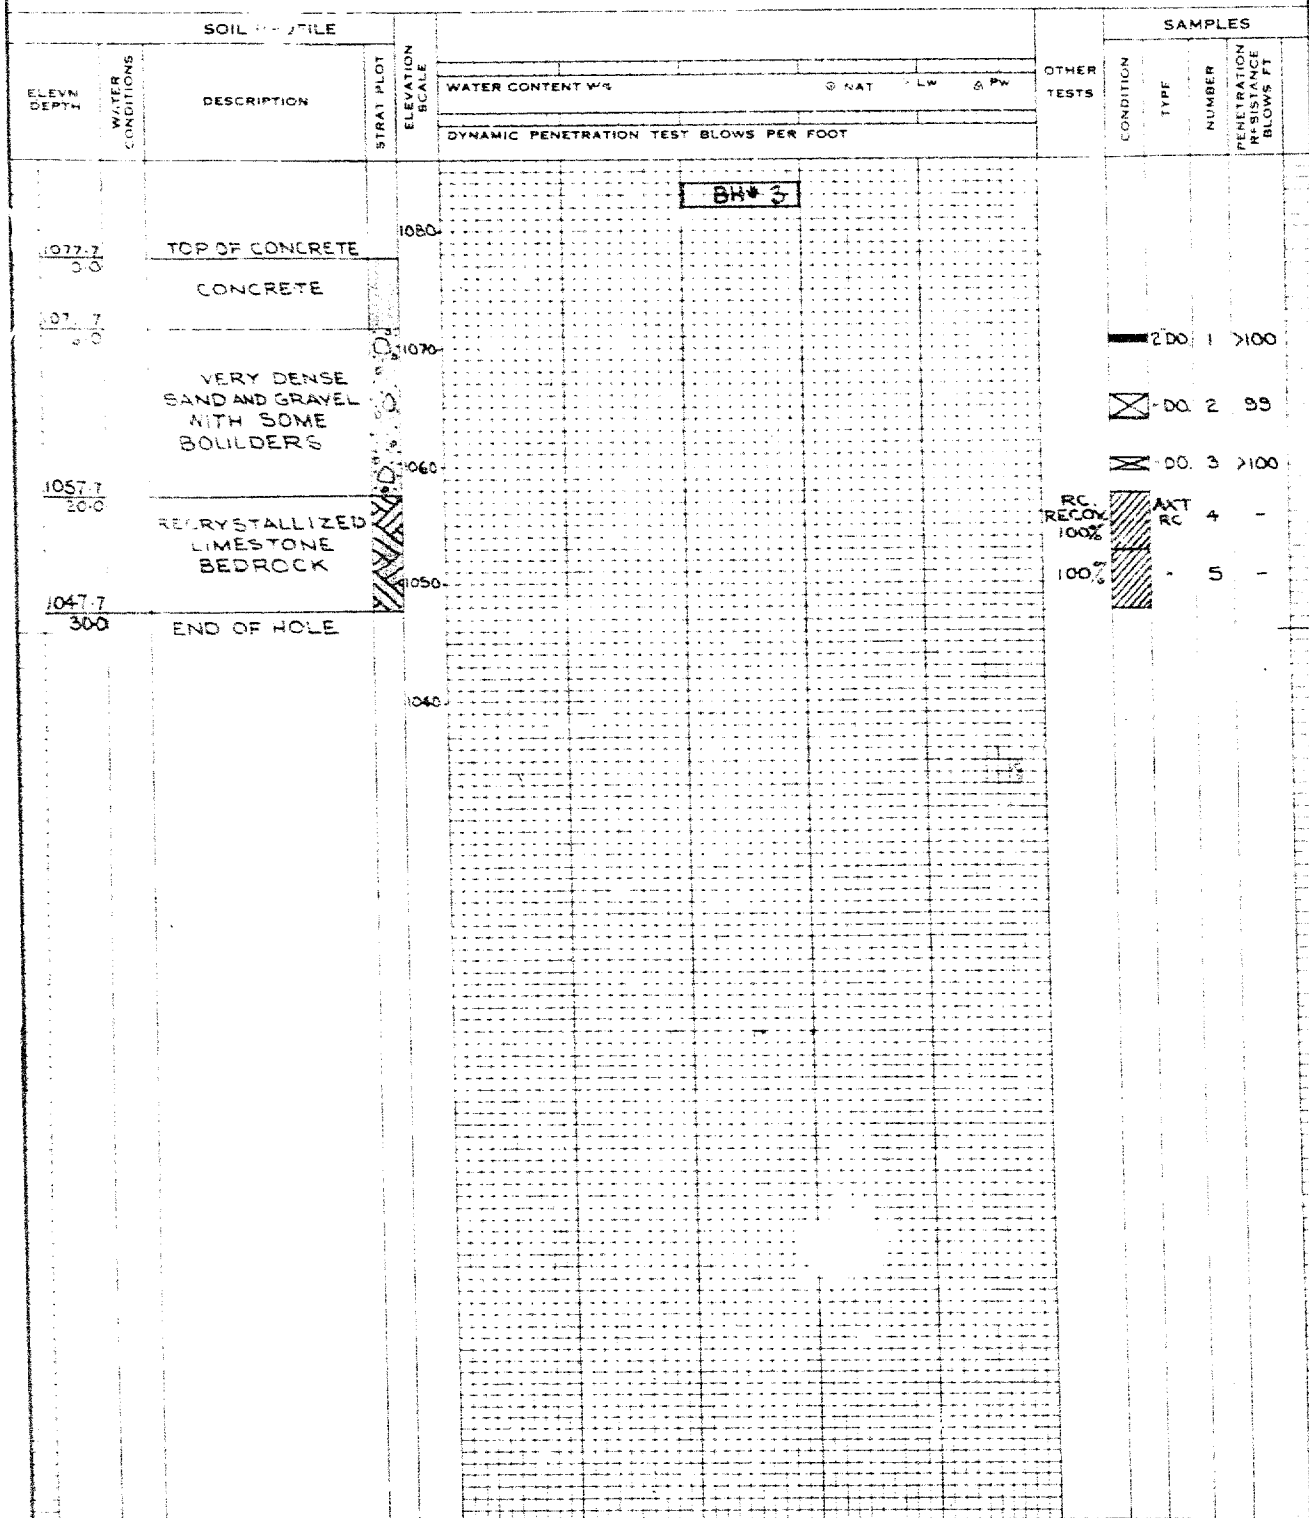 SOIL
SAMPLES
ELEVN
DEPTH
WATER
CONDITIONS
DESCRIPTION
STRAT PLOT
ELEVATION
SCALE
WATER CONTENT W%
NAT
LW
PW
DYNAMIC PENETRATION TEST BLOWS PER FOOT
OTHER
TESTS
CONDITION
TYPE
NUMBER
PENETRATION
RESISTANCE
BLOWS FT
BH# 3
1080
1077.7
0.0
TOP OF CONCRETE
CONCRETE
1070
2"DO 1 >100
VERY DENSE
SAND AND GRAVEL
WITH SOME
BOULDERS
DO. 2 99
1060
DO. 3 >100
1057.7
20.0
RECRYSTALLIZED
LIMESTONE
BEDROCK
RC.
RECOV.
100%
AXT
RC
4 -
1050
100% " 5 -
1047.7
30.0
END OF HOLE
1040